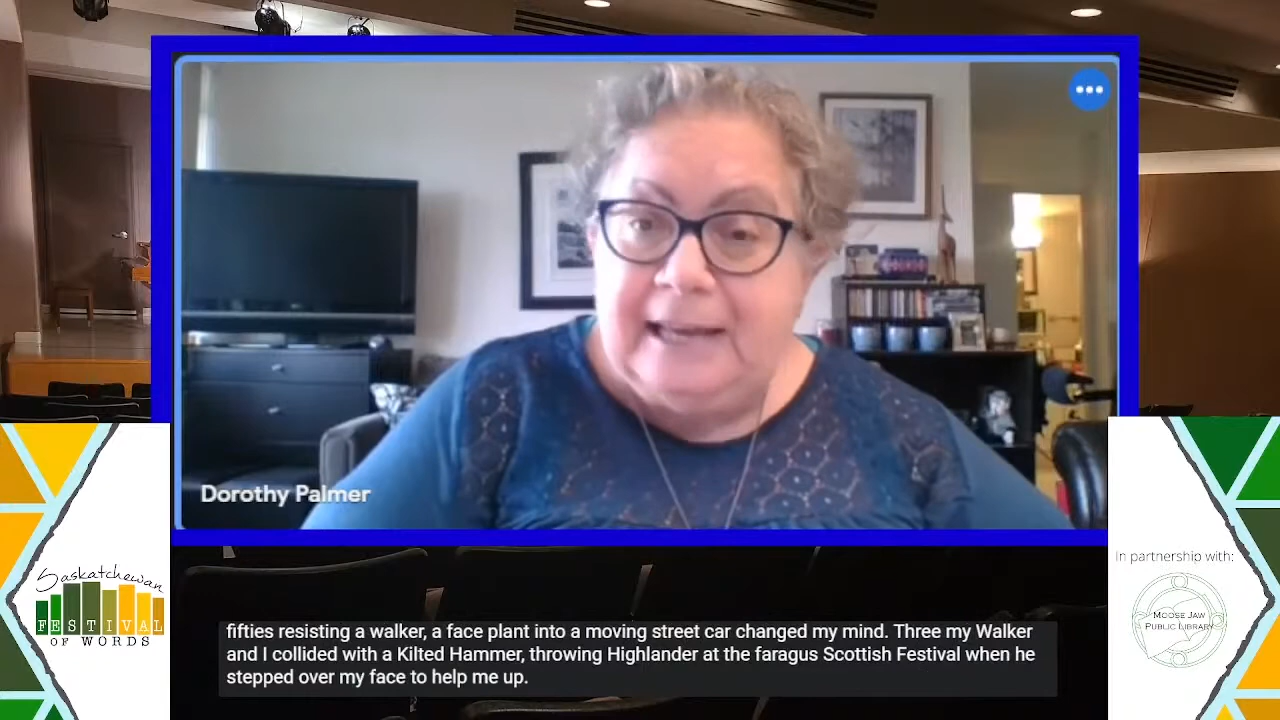 Dorothy Palmer
Saskatchewan
FESTIVAL
OF WORDS
In partnership with:
MOOSE JAW
PUBLIC LIBRARY
fifties resisting a walker, a face plant into a moving street car changed my mind. Three my Walker
and I collided with a Kilted Hammer, throwing Highlander at the faragus Scottish Festival when he
stepped over my face to help me up.